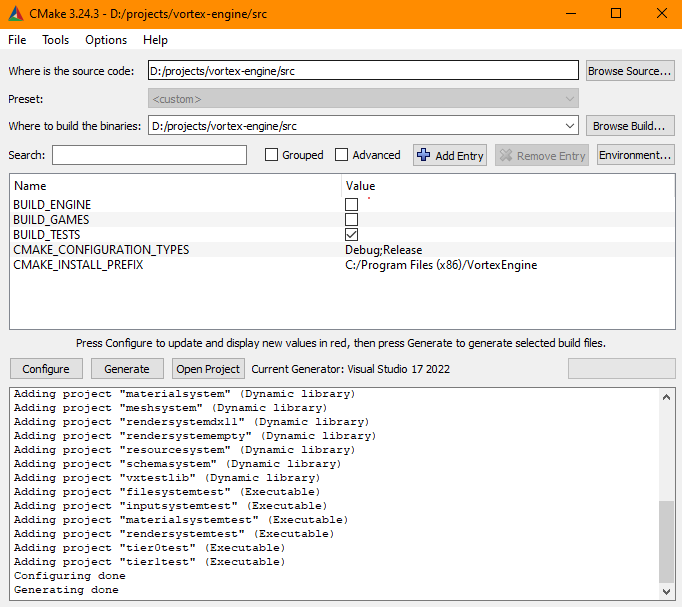 CMake 3.24.3 - D:/projects/vortex-engine/src
File Tools Options Help
Where is the source code: D:/projects/vortex-engine/src Browse Source...
Preset: <custom>
Where to build the binaries: D:/projects/vortex-engine/src Browse Build...
Search: Grouped Advanced Add Entry Remove Entry Environment...
Name Value
BUILD_ENGINE
BUILD_GAMES
BUILD_TESTS
CMAKE_CONFIGURATION_TYPES Debug;Release
CMAKE_INSTALL_PREFIX C:/Program Files (x86)/VortexEngine
Press Configure to update and display new values in red, then press Generate to generate selected build files.
Configure Generate Open Project Current Generator: Visual Studio 17 2022
Adding project "materialsystem" (Dynamic library)
Adding project "meshsystem" (Dynamic library)
Adding project "rendersystemdx11" (Dynamic library)
Adding project "rendersystemempty" (Dynamic library)
Adding project "resourcesystem" (Dynamic library)
Adding project "schemasystem" (Dynamic library)
Adding project "vxtestlib" (Dynamic library)
Adding project "filesystemtest" (Executable)
Adding project "inputsystemtest" (Executable)
Adding project "materialsystemtest" (Executable)
Adding project "rendersystemtest" (Executable)
Adding project "tier0test" (Executable)
Adding project "tier1test" (Executable)
Configuring done
Generating done